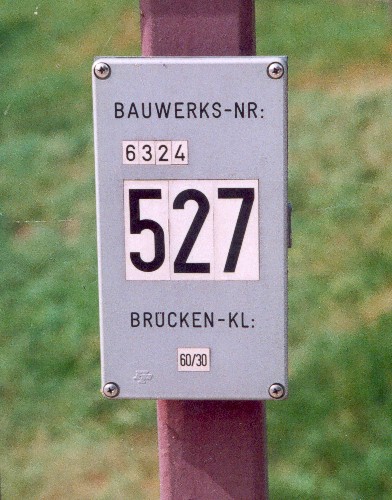 BAUWERKS-NR:
6324
527
BRÜCKEN-KL:
60/30